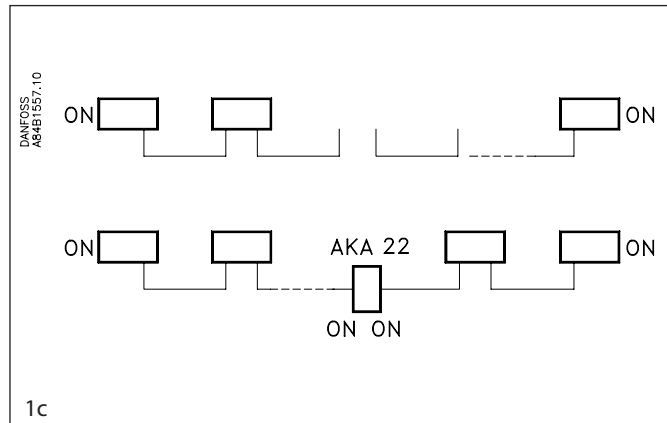 DANFOSS
A84B1557.10
ON ON
ON AKA 22 ON
ON ON
1c